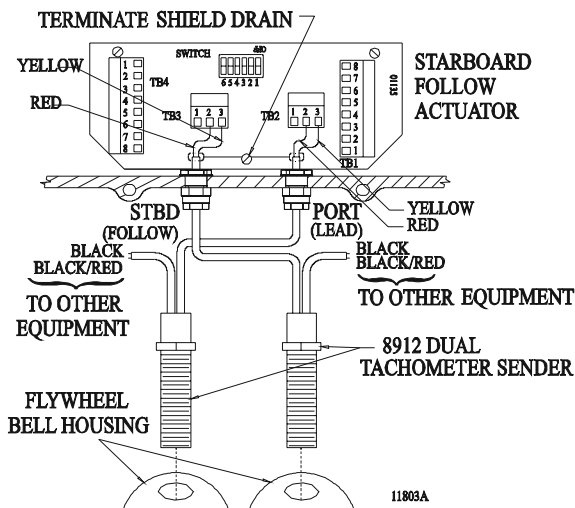 TERMINATE SHIELD DRAIN
SWITCH
6 5 4 3 2 1
YELLOW
RED
1
2
3
4
5
6
7
8
TB4
TB3
1 2 3
TB2
1 2 3
8
7
6
5
4
3
2
1
TB1
01135
STARBOARD
FOLLOW
ACTUATOR
STBD
(FOLLOW)
PORT
(LEAD)
YELLOW
RED
BLACK
BLACK/RED
TO OTHER
EQUIPMENT
BLACK
BLACK/RED
TO OTHER EQUIPMENT
8912 DUAL
TACHOMETER SENDER
FLYWHEEL
BELL HOUSING
11803A